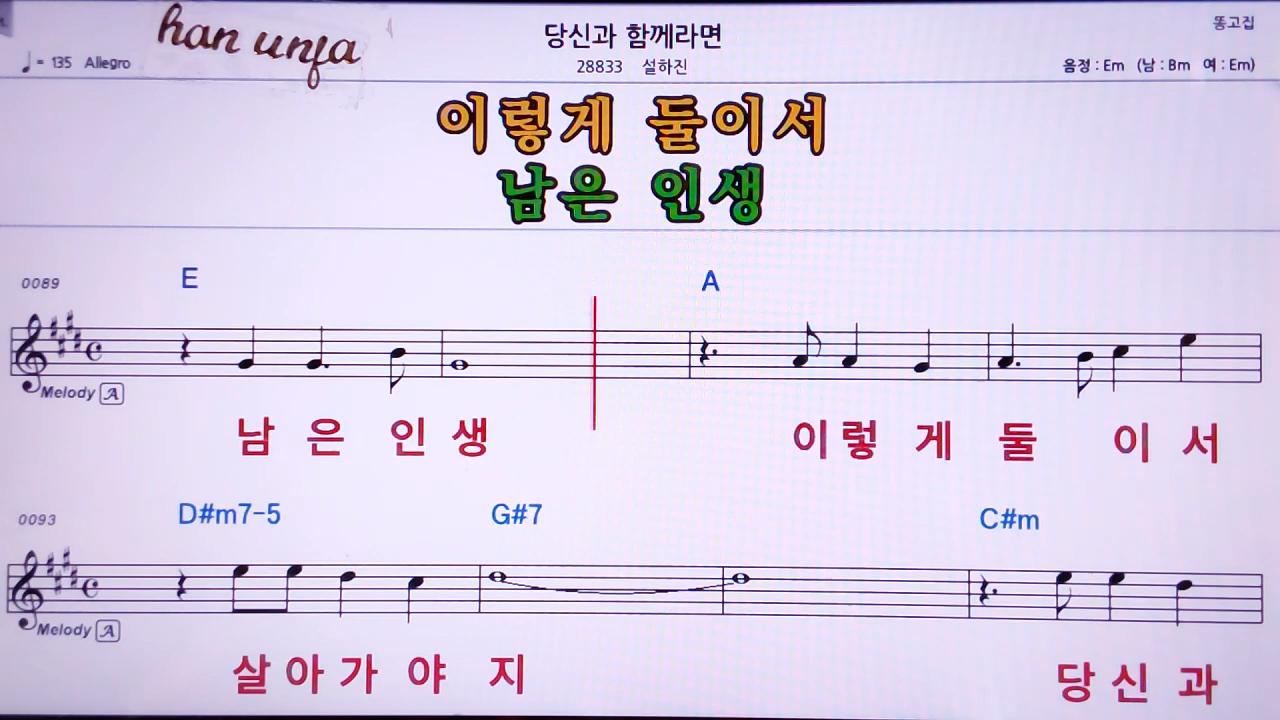 han unfa
당신과 함께라면
똥고집
♩= 135 Allegro
28833 설하진
음정 : Em (남 : Bm 여 : Em)
이렇게 둘이서
남은 인생
0089 E A
Melody A
남 은 인 생 이 렇 게 둘 이 서
0093 D#m7-5 G#7 C#m
Melody A
살 아 가 야 지 당 신 과